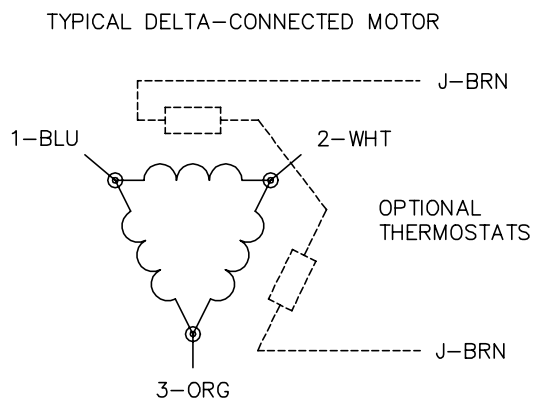 TYPICAL DELTA-CONNECTED MOTOR
J-BRN
1-BLU
2-WHT
OPTIONAL
THERMOSTATS
J-BRN
3-ORG